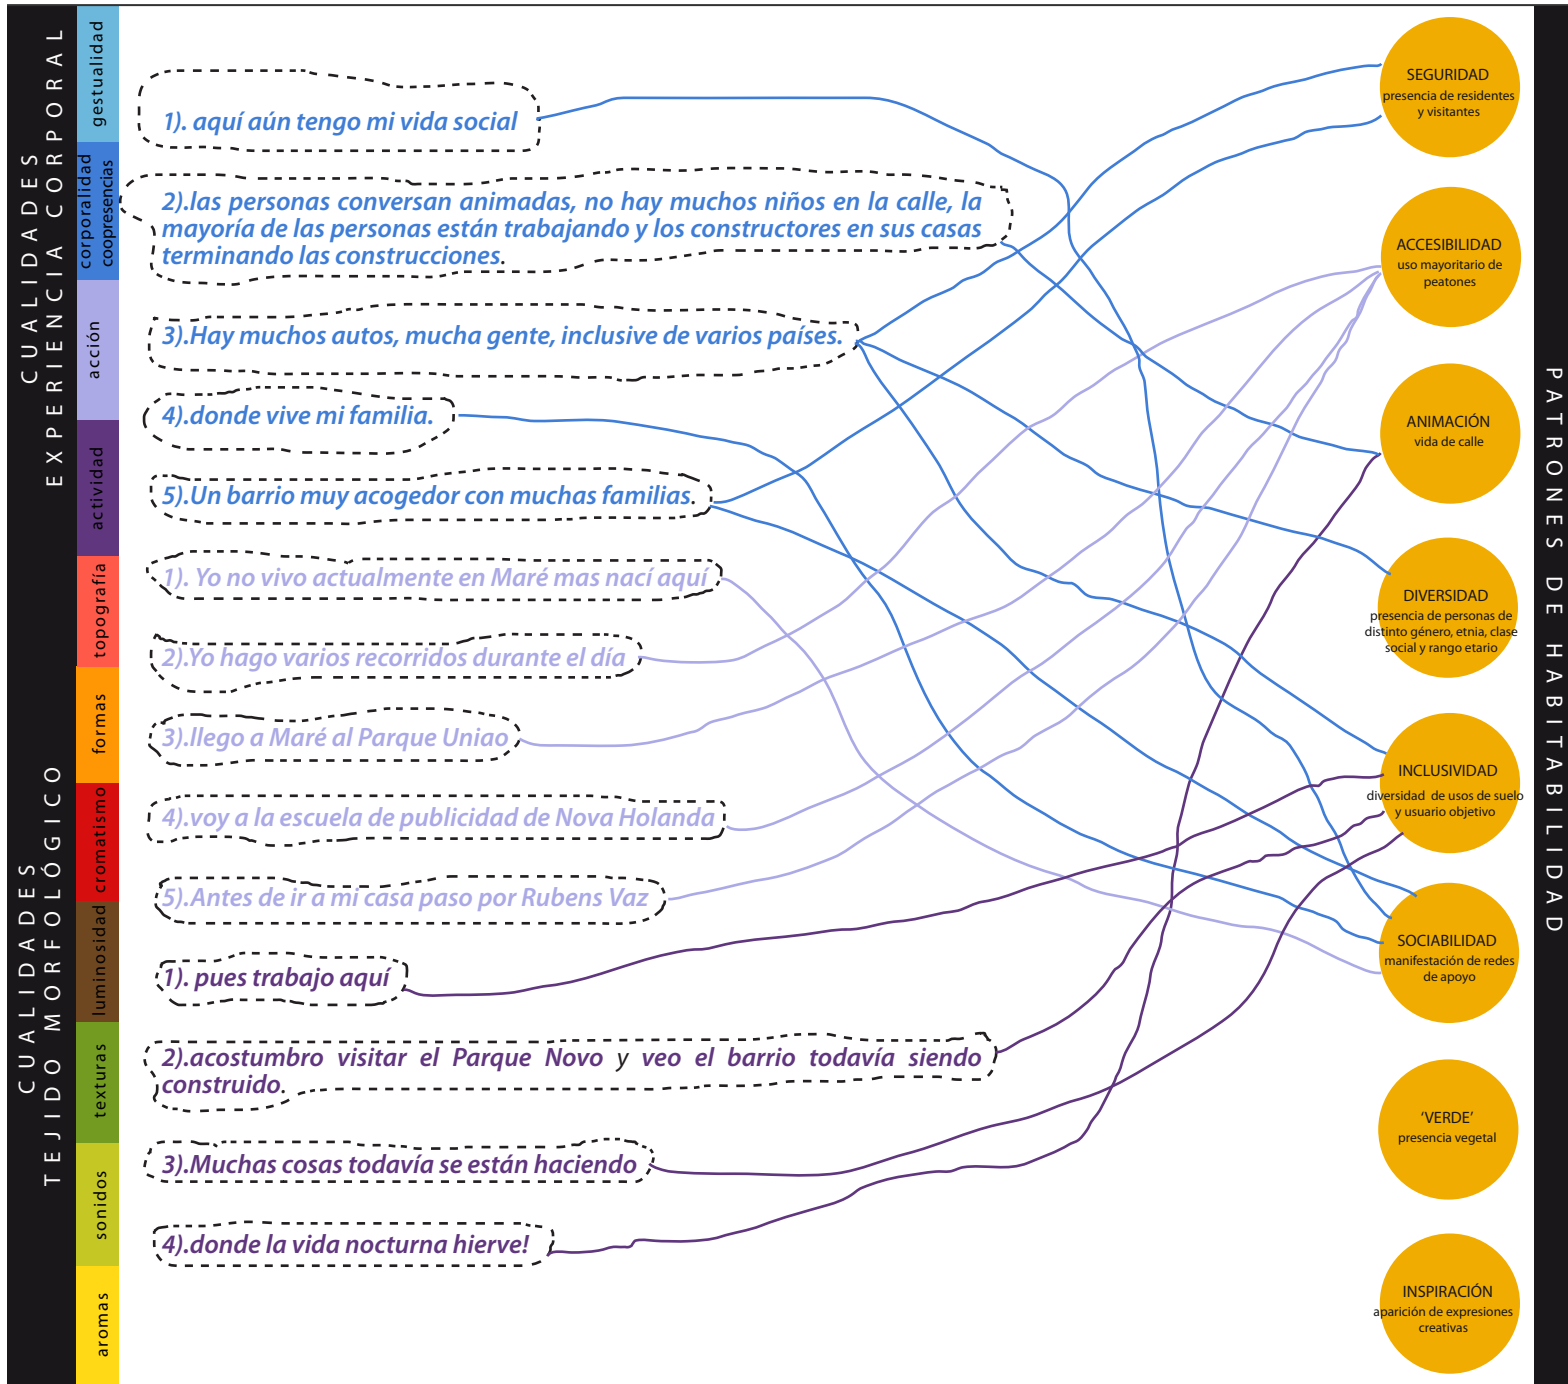 CUALIDADES
EXPERIENCIA CORPORAL
CUALIDADES
TEJIDO MORFOLÓGICO
gestualidad
corporalidad
coopresencias
acción
actividad
topografía
formas
cromatismo
luminosidad
texturas
sonidos
aromas
1). aquí aún tengo mi vida social
2).las personas conversan animadas, no hay muchos niños en la calle, la
mayoría de las personas están trabajando y los constructores en sus casas
terminando las construcciones.
3).Hay muchos autos, mucha gente, inclusive de varios países.
4).donde vive mi familia.
5).Un barrio muy acogedor con muchas familias.
1). Yo no vivo actualmente en Maré mas nací aquí
2).Yo hago varios recorridos durante el día
3).llego a Maré al Parque Uniao
4).voy a la escuela de publicidad de Nova Holanda
5).Antes de ir a mi casa paso por Rubens Vaz
1). pues trabajo aquí
2).acostumbro visitar el Parque Novo y veo el barrio todavía siendo
construido.
3).Muchas cosas todavía se están haciendo
4).donde la vida nocturna hierve!
SEGURIDAD
presencia de residentes
y visitantes
ACCESIBILIDAD
uso mayoritario de
peatones
ANIMACIÓN
vida de calle
DIVERSIDAD
presencia de personas de
distinto género, etnia, clase
social y rango etario
INCLUSIVIDAD
diversidad de usos de suelo
y usuario objetivo
SOCIABILIDAD
manifestación de redes
de apoyo
'VERDE'
presencia vegetal
INSPIRACIÓN
aparición de expresiones
creativas
PATRONES DE HABITABILIDAD